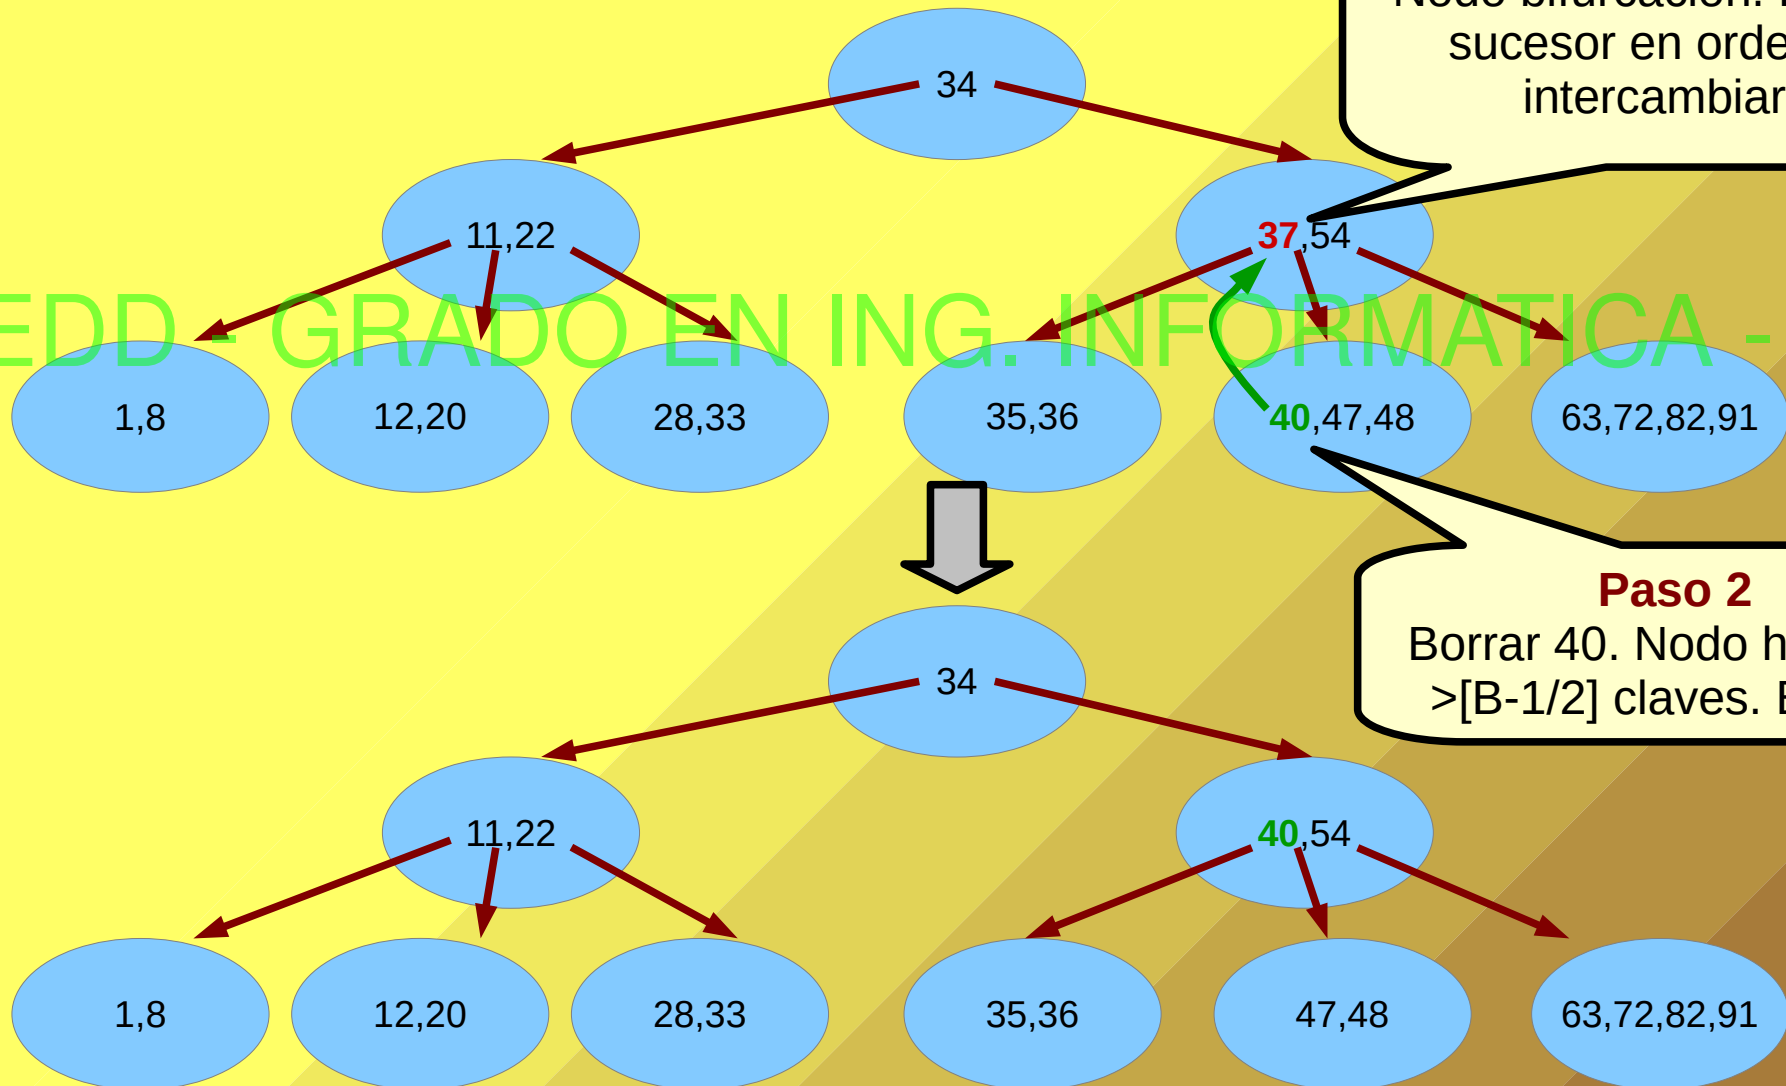 Nodo bifurcación.
sucesor en orde
intercambiar
34
11,22
37,54
EDD - GRADO EN ING. INFORMATICA -
1,8
12,20
28,33
35,36
40,47,48
63,72,82,91
Paso 2
Borrar 40. Nodo h
>[B-1/2] claves. E
34
11,22
40,54
1,8
12,20
28,33
35,36
47,48
63,72,82,91